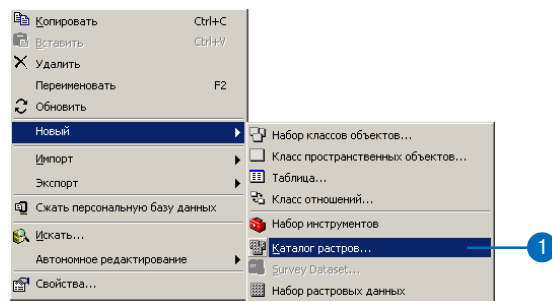 Копировать Ctrl+C
Вставить Ctrl+V
Удалить
Переименовать F2
Обновить
Новый
Импорт
Экспорт
Сжать персональную базу данных
Искать...
Автономное редактирование
Свойства...
Набор классов объектов...
Класс пространственных объектов...
Таблица...
Класс отношений...
Набор инструментов
Каталог растров...
1
Survey Dataset...
Набор растровых данных